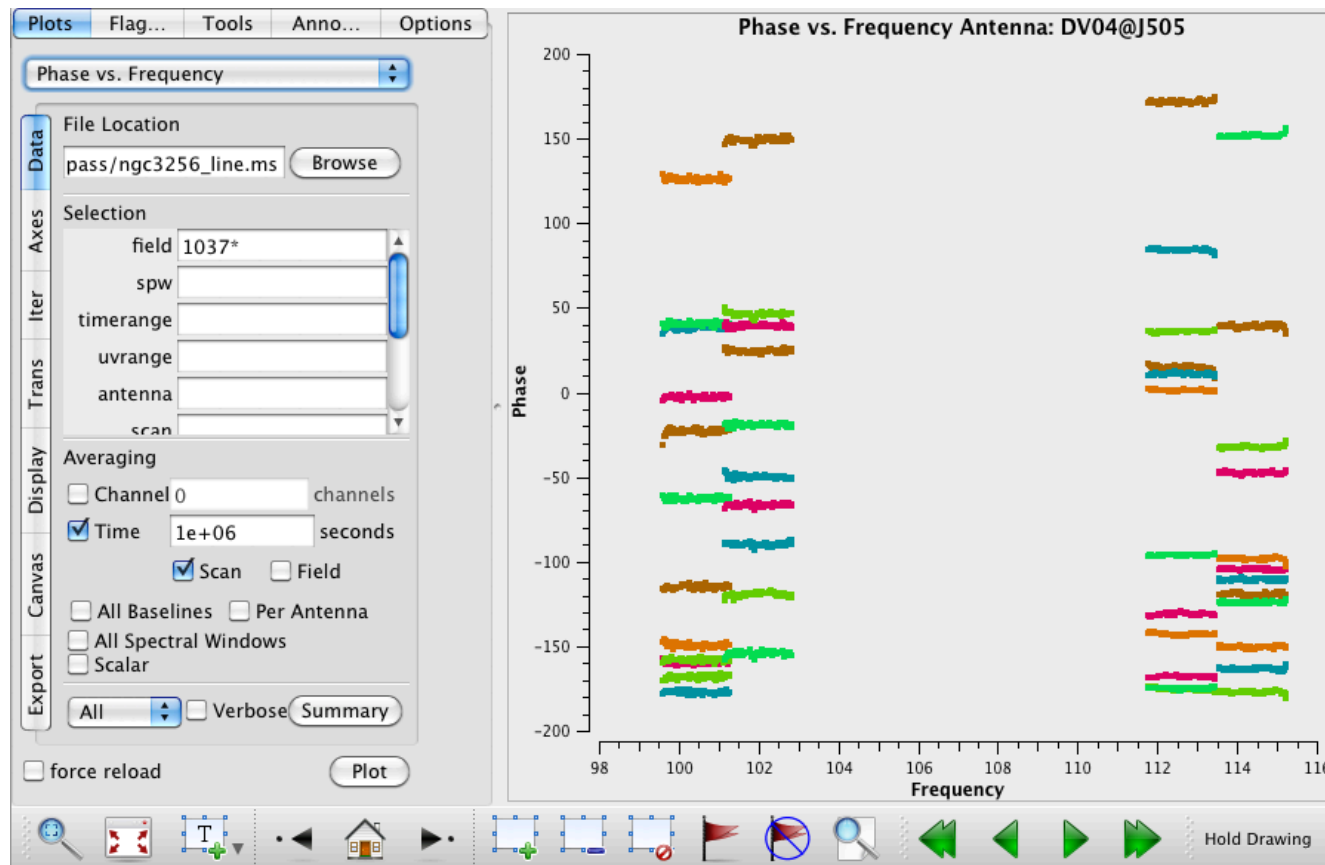 Plots Flag... Tools Anno... Options
Phase vs. Frequency
Data
Axes
Iter
Trans
Display
Canvas
Export
File Location
pass/ngc3256_line.ms Browse
Selection
field 1037*
spw
timerange
uvrange
antenna
scan
Averaging
Channel 0 channels
Time 1e+06 seconds
Scan Field
All Baselines Per Antenna
All Spectral Windows
Scalar
All Verbose Summary
force reload Plot
Phase vs. Frequency Antenna: DV04@J505
200
150
100
50
0
-50
-100
-150
-200
Phase
98 100 102 104 106 108 110 112 114 116
Frequency
T
Hold Drawing